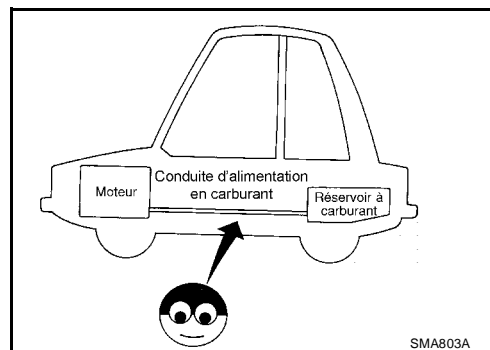 Conduite d'alimentation
en carburant
Moteur
Réservoir à
carburant
SMA803A